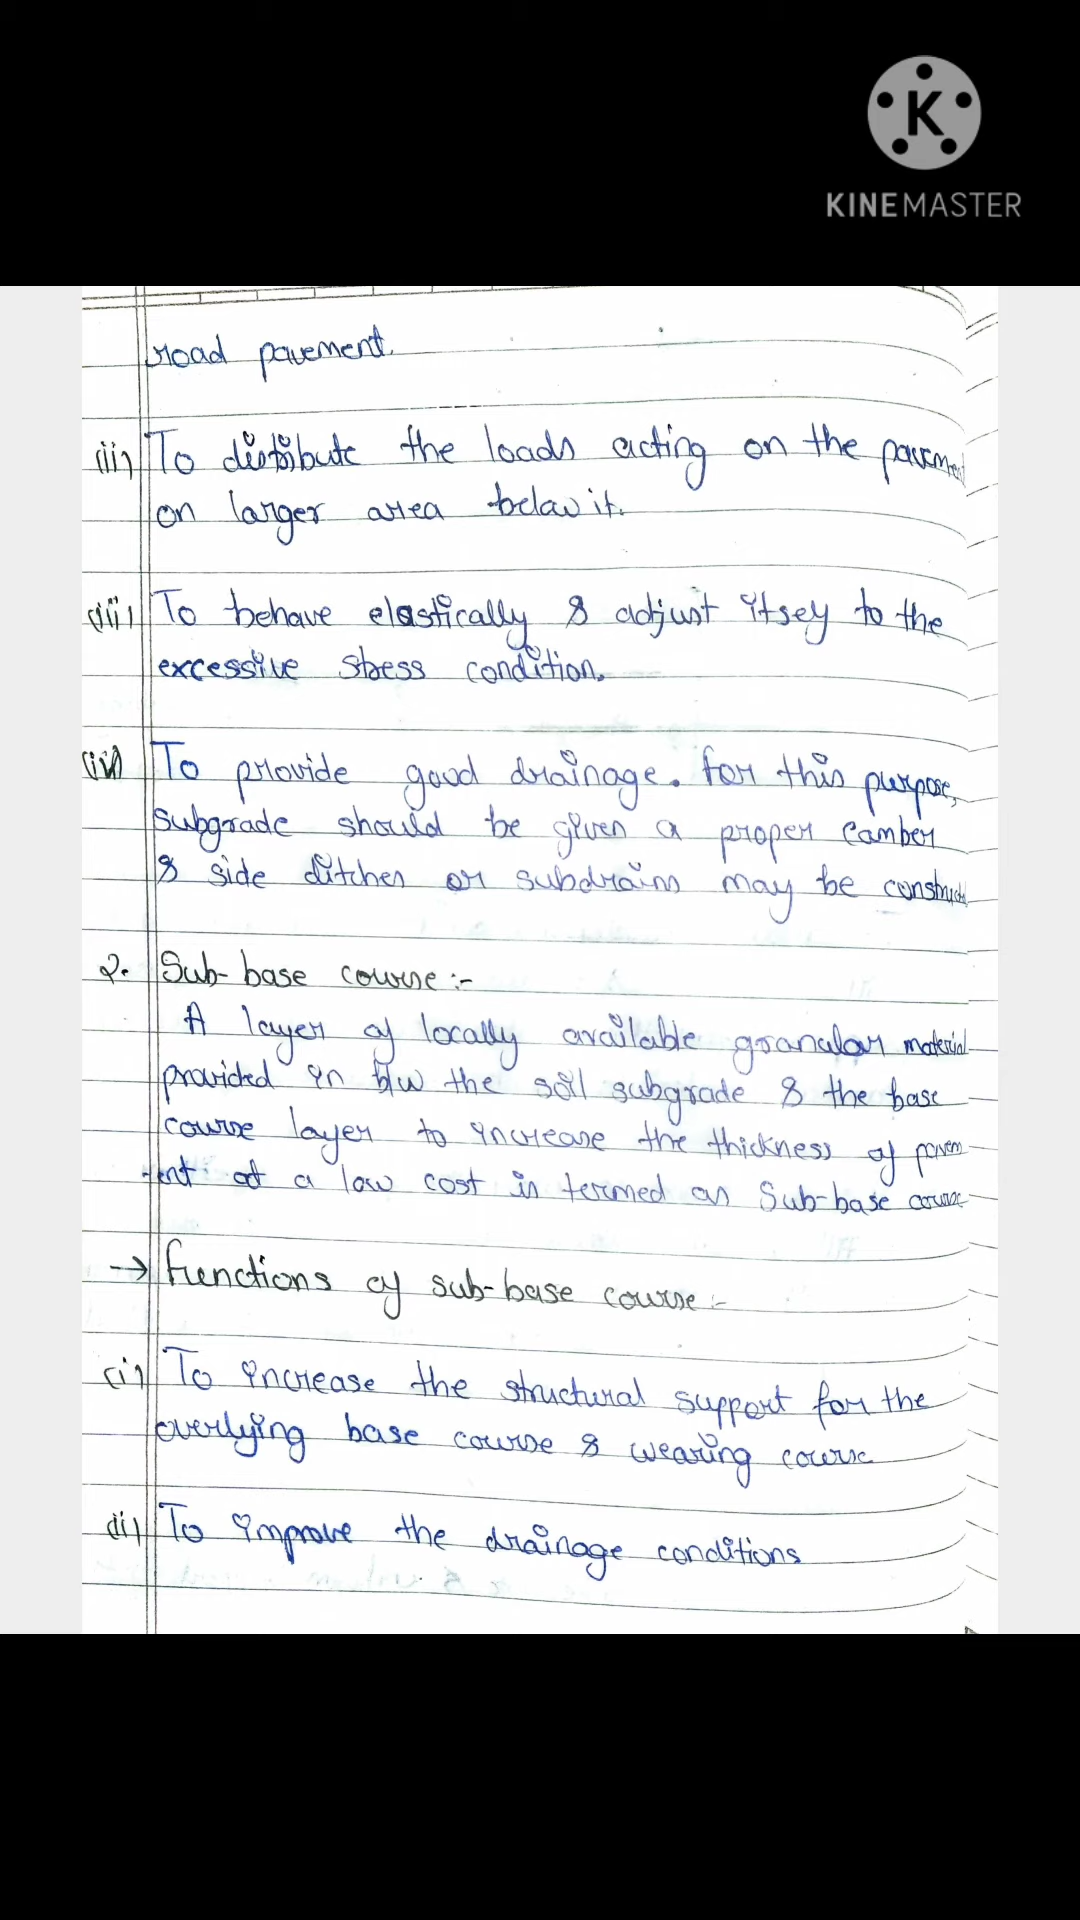 KINEMASTER
road pavement.
(ii) To distribute the loads acting on the pavement
on larger area below it.
(iii) To behave elastically & adjust itself to the
excessive stress condition.
(iv) To provide good drainage. for this purpose,
subgrade should be given a proper camber
& side ditches or subdrains may be construct
2. Sub-base course :-
A layer of locally available granular material
provided in b/w the soil subgrade & the base
course layer to increase the thickness of pavem
-ent at a low cost is termed as Sub-base course
→ functions of sub-base course :-
(i) To increase the structural support for the
overlying base course & wearing course
(ii) To improve the drainage conditions